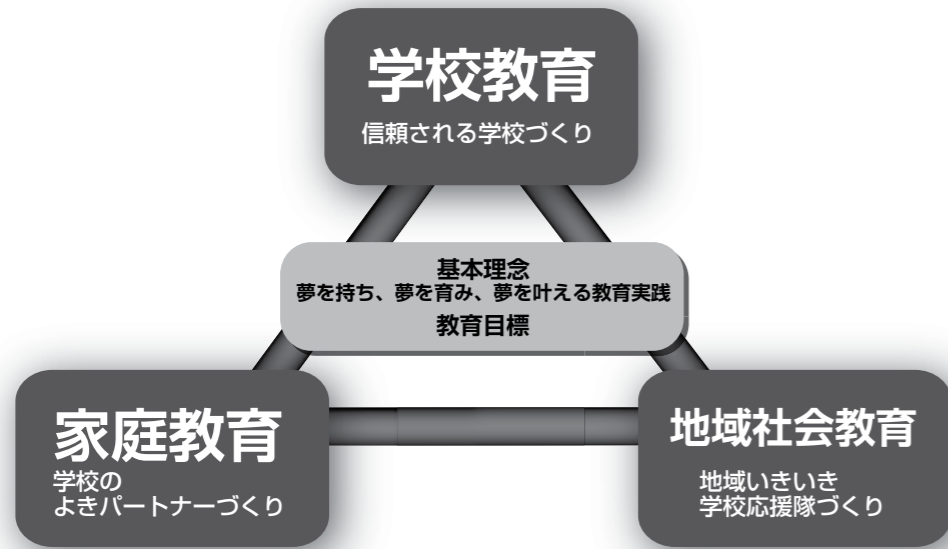 学校教育
信頼される学校づくり
基本理念
夢を持ち、夢を育み、夢を叶える教育実践
教育目標
家庭教育
学校の
よきパートナーづくり
地域社会教育
地域いきいき
学校応援隊づくり